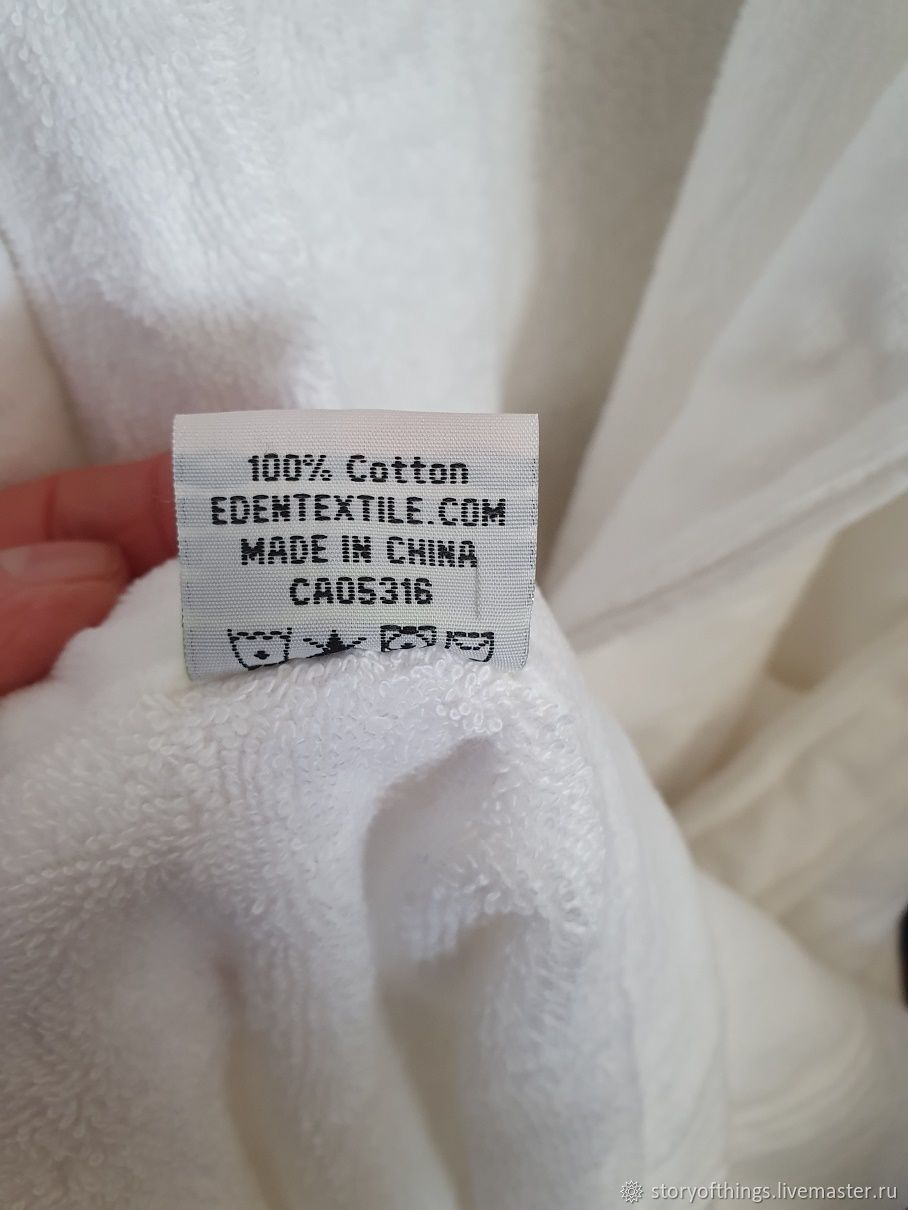 100% Cotton
EDENTEXTILE.COM
MADE IN CHINA
CA05316
storyofthings.livemaster.ru